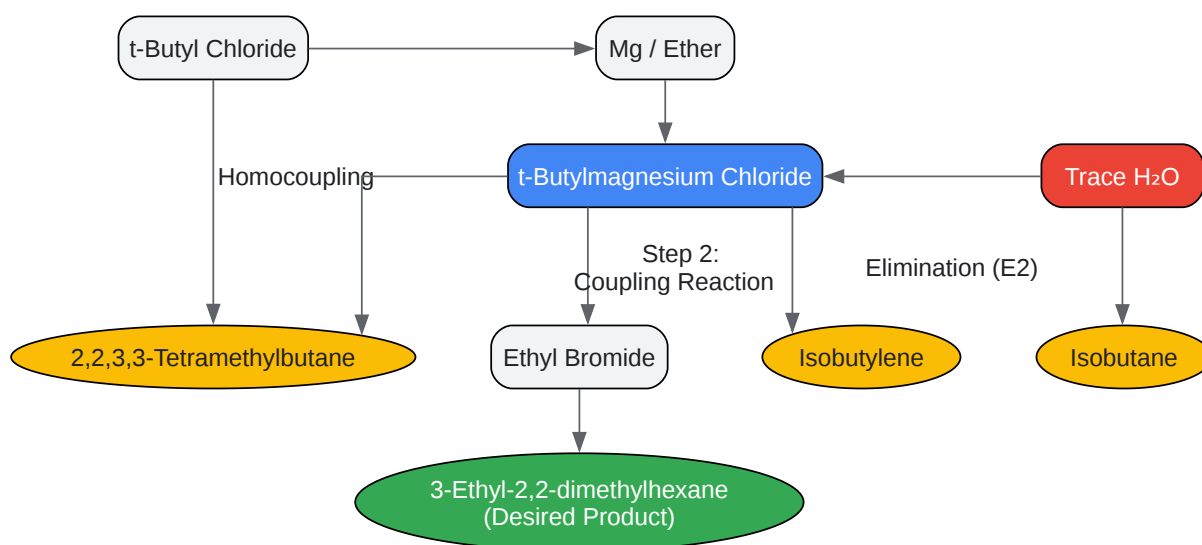 t-Butyl Chloride
Mg / Ether
Homocoupling
t-Butylmagnesium Chloride
Trace H₂O
Step 2:
Coupling Reaction
Elimination (E2)
2,2,3,3-Tetramethylbutane
Ethyl Bromide
Isobutylene
Isobutane
3-Ethyl-2,2-dimethylhexane
(Desired Product)